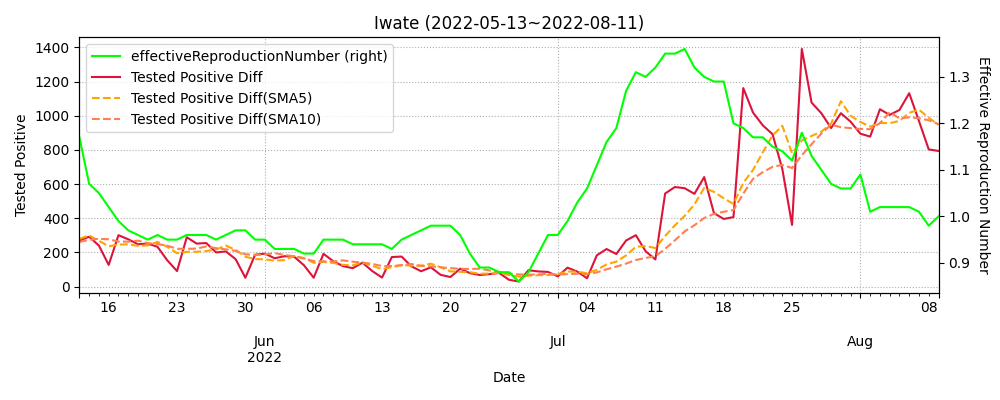 Iwate (2022-05-13~2022-08-11)
effectiveReproductionNumber (right)
Tested Positive Diff
Tested Positive Diff(SMA5)
Tested Positive Diff(SMA10)
Tested Positive
1400
1200
1000
800
600
400
200
0
1.3
1.2
1.1
1.0
0.9
Effective Reproduction Number
16 23 30 06 13 20 27 04 11 18 25 08
Jun Jul Aug
2022
Date